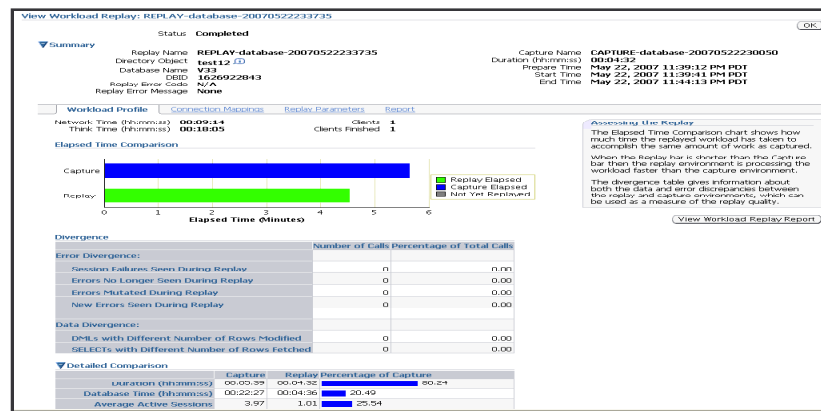 View Workload Replay: REPLAY-database-20070522233735
OK
Status Completed
Summary
Replay Name REPLAY-database-20070522233735
Directory Object test12
Database Name V33
DBID 1626922843
Replay Error Code N/A
Replay Error Message None
Capture Name CAPTURE-database-20070522230050
Duration (hh:mm:ss) 00:04:32
Prepare Time May 22, 2007 11:39:12 PM PDT
Start Time May 22, 2007 11:39:41 PM PDT
End Time May 22, 2007 11:44:13 PM PDT
Workload Profile Connection Mappings Replay Parameters Report
Network Time (hh:mm:ss) 00:09:14 Clients 1
Think Time (hh:mm:ss) 00:18:05 Clients Finished 1
Elapsed Time Comparison
Capture
Replay
0 1 2 3 4 5 6
Elapsed Time (Minutes)
Replay Elapsed
Capture Elapsed
Not Yet Replayed
Assessing the Replay
The Elapsed Time Comparison chart shows how
much time the replayed workload has taken to
accomplish the same amount of work as captured.
When the Replay bar is shorter than the Capture
bar then the replay environment is processing the
workload faster than the capture environment.
The divergence table gives information about
both the data and error discrepancies between
the replay and capture environments, which can
be used as a measure of the replay quality.
View Workload Replay Report
Divergence
Number of Calls Percentage of Total Calls
Error Divergence:
Session Failures Seen During Replay 0 0.00
Errors No Longer Seen During Replay 0 0.00
Errors Mutated During Replay 0 0.00
New Errors Seen During Replay 0 0.00
Data Divergence:
DMLs with Different Number of Rows Modified 0 0.00
SELECTs with Different Number of Rows Fetched 0 0.00
Detailed Comparison
Capture Replay Percentage of Capture
Duration (hh:mm:ss) 00:05:39 00:04:32 80.24
Database Time (hh:mm:ss) 00:22:27 00:04:36 20.49
Average Active Sessions 3.97 1.01 25.54